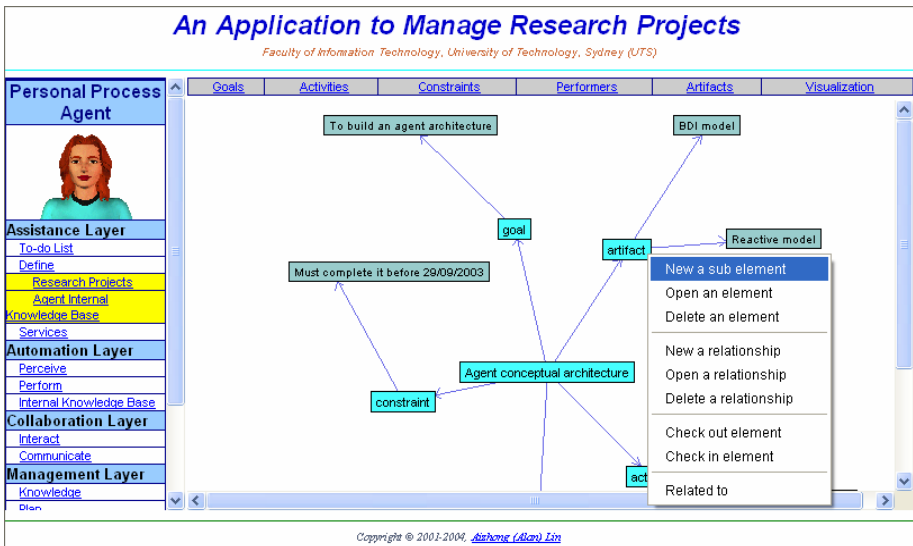 An Application to Manage Research Projects
Faculty of Information Technology, University of Technology, Sydney (UTS)
Personal Process
Agent
Assistance Layer
To-do List
Define
Research Projects
Agent Internal
Knowledge Base
Services
Automation Layer
Perceive
Perform
Internal Knowledge Base
Collaboration Layer
Interact
Communicate
Management Layer
Knowledge
Plan
Goals Activities Constraints Performers Artifacts Visualization
To build an agent architecture
BDI model
goal
artifact
Reactive model
Must complete it before 29/09/2003
Agent conceptual architecture
constraint
act
New a sub element
Open an element
Delete an element
New a relationship
Open a relationship
Delete a relationship
Check out element
Check in element
Related to
Copyright © 2001-2004, Aizhong (Alan) Lin